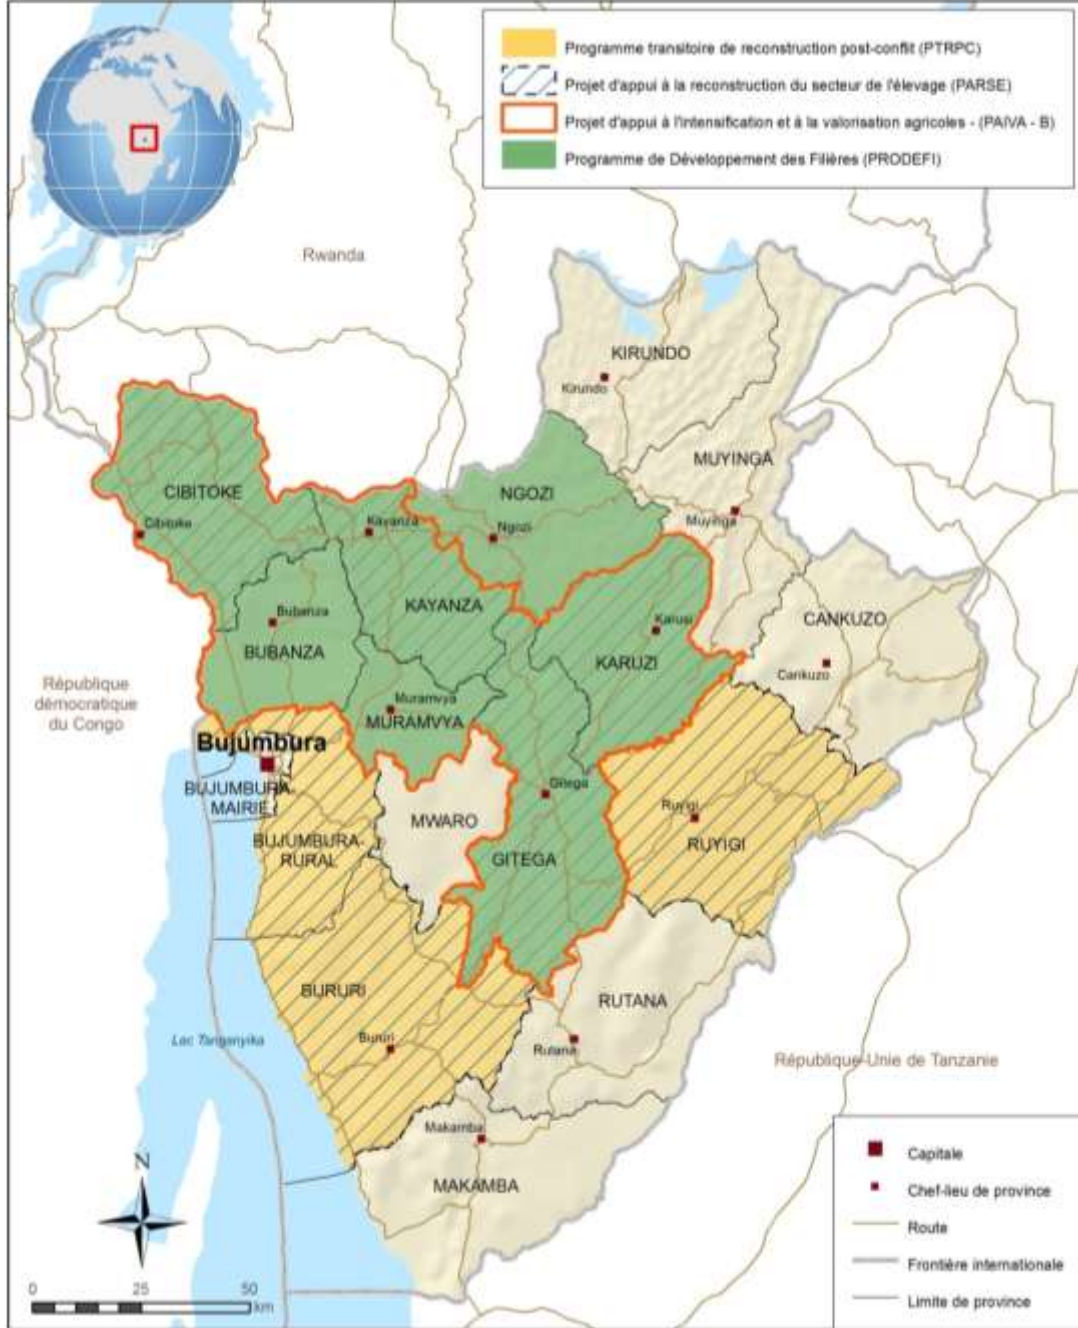 Programme transitoire de reconstruction post-conflit (PTRPC)
Projet d'appui à la reconstruction du secteur de l'élevage (PARSE)
Projet d'appui à l'intensification et à la valorisation agricoles - (PAIVA - B)
Programme de Développement des Filières (PRODEFI)
Rwanda
KIRUNDO
Kirundo
MUYINGA
Muyinga
CIBITOKE
Cibitoke
NGOZI
Ngozi
Kayanza
KAYANZA
Bubanza
BUBANZA
Karusi
KARUZI
CANKUZO
Cankuzo
République
démocratique
du Congo
Muramvya
MURAMVYA
Bujumbura
BUJUMBURA-
MAIRIE
BUJUMBURA-
RURAL
MWARO
Gitega
GITEGA
Ruyigi
RUYIGI
BURURI
Bururi
RUTANA
Rutana
Lac Tanganyika
République-Unie de Tanzanie
Makamba
MAKAMBA
N
0 25 50
km
Capitale
Chef-lieu de province
Route
Frontière internationale
Limite de province